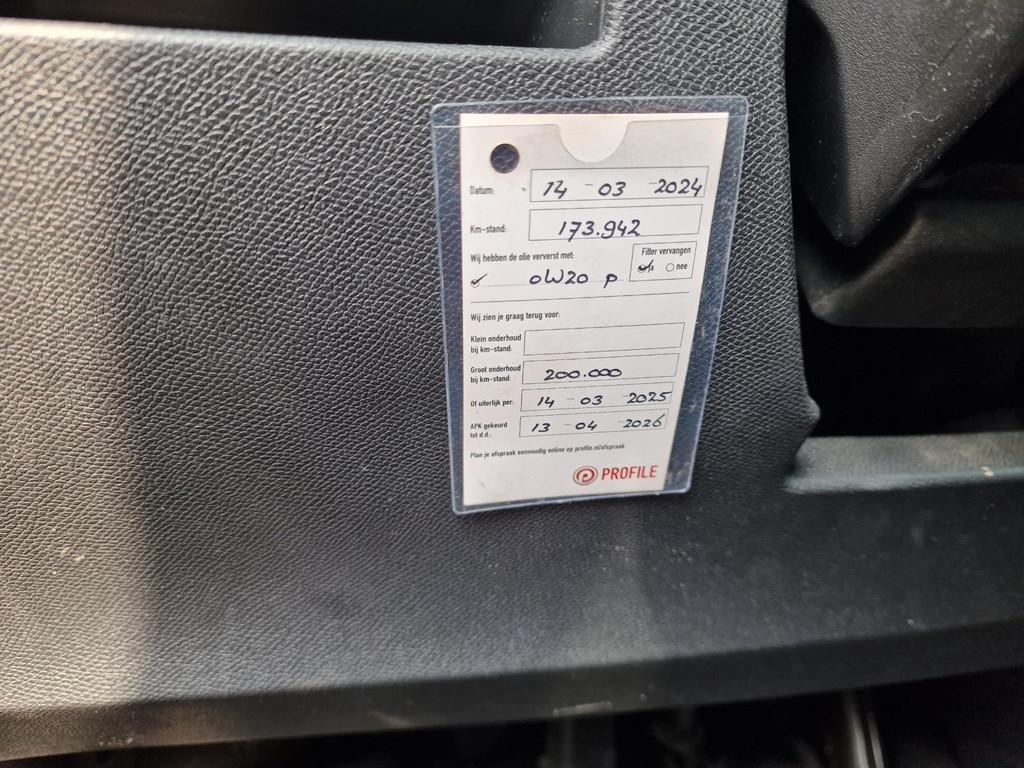 Datum: 14 - 03 - 2024
Km-stand: 173.942
Wij hebben de olie ververst met:
Filter vervangen
ja nee
0W20 p
Wij zien je graag terug voor:
Klein onderhoud
bij km-stand:
Groot onderhoud
bij km-stand: 200.000
Of uiterlijk per: 14 - 03 - 2025
APK gekeurd
tot d.d.: 13 - 04 - 2026
Plan je afspraak eenvoudig online op profile.nl/afspraak
PROFILE